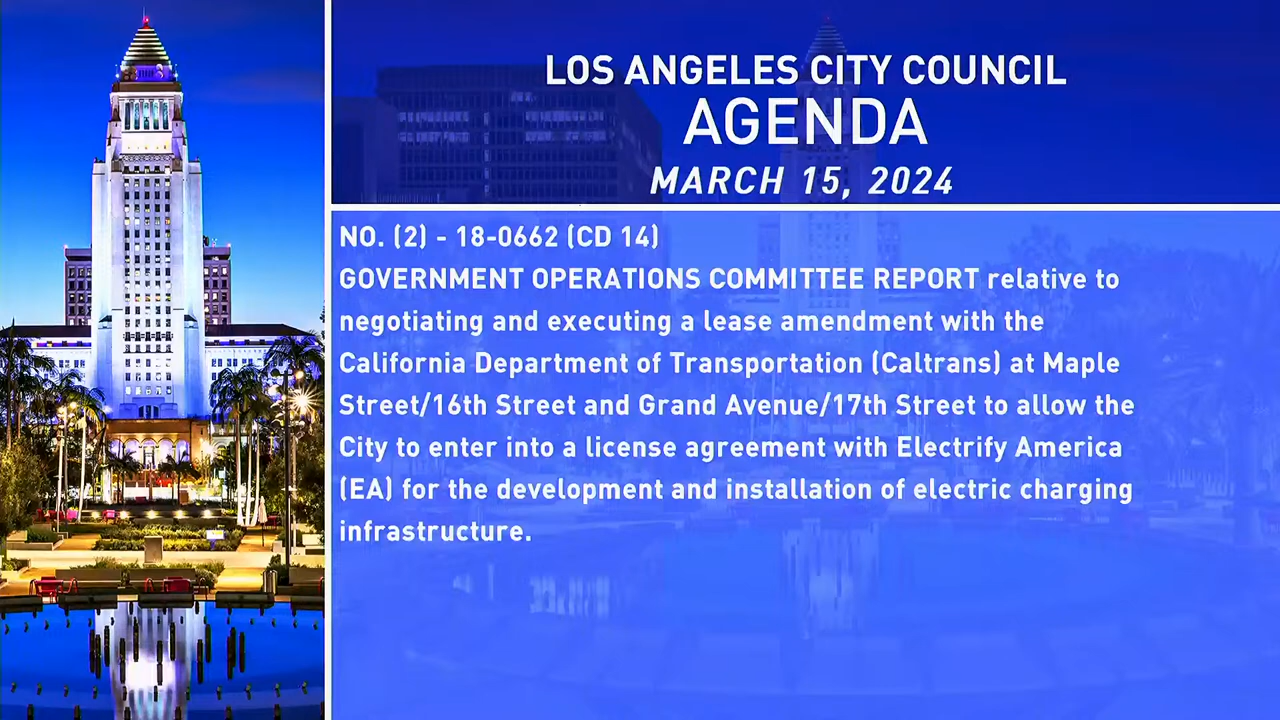 LOS ANGELES CITY COUNCIL
AGENDA
MARCH 15, 2024
NO. (2) - 18-0662 (CD 14)
GOVERNMENT OPERATIONS COMMITTEE REPORT relative to
negotiating and executing a lease amendment with the
California Department of Transportation (Caltrans) at Maple
Street/16th Street and Grand Avenue/17th Street to allow the
City to enter into a license agreement with Electrify America
(EA) for the development and installation of electric charging
infrastructure.